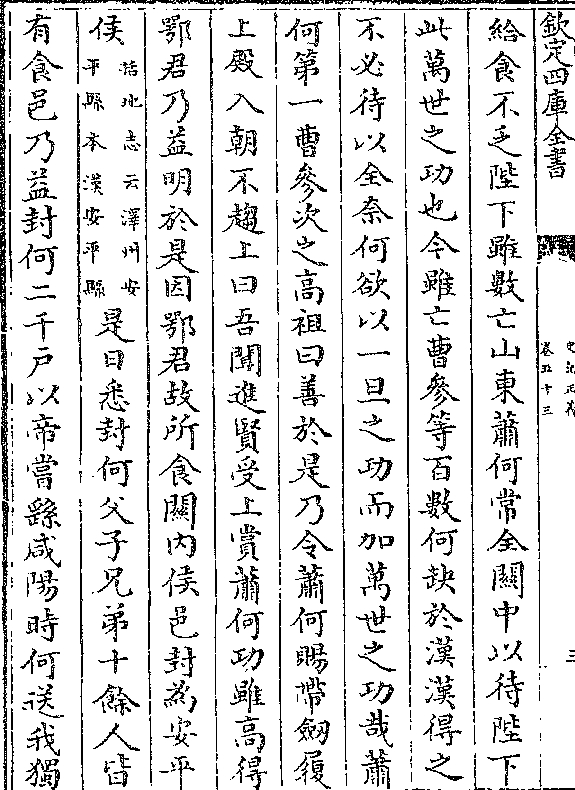 欽定四庫全書
史記正義
卷五十三
三
給食不乏陛下雖數亡山東蕭何常全關中以待陛下
此萬世之功也今雖亡曹參等百數何缺於漢漢得之
不必待以全奈何欲以一旦之功而加萬世之功哉蕭
何第一曹參次之高祖曰善於是乃令蕭何賜帶劒履
上殿入朝不趨上曰吾聞進賢受上賞蕭何功雖高得
鄂君乃益明於是因鄂君故所食關內侯邑封為安平
侯括地志云澤州安平縣本漢安平縣是日悉封何父子兄弟十餘人皆
有食邑乃益封何二千户以帝嘗繇咸陽時何送我獨